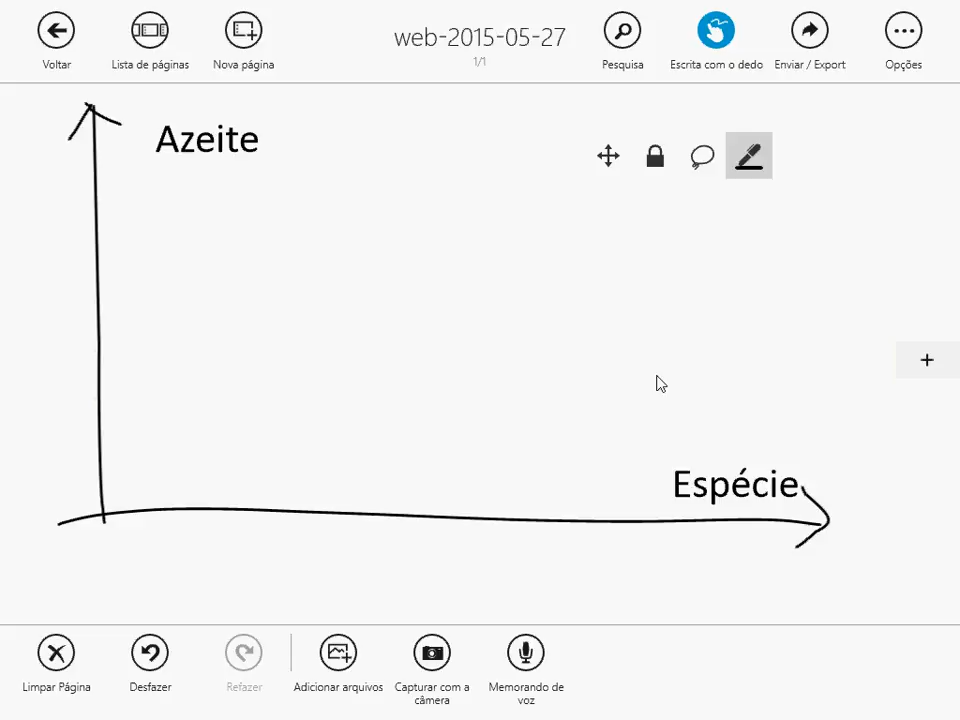 web-2015-05-27
1/1
Voltar
Lista de páginas
Nova página
Pesquisa
Escrita com o dedo
Enviar / Export
Opções
Azeite
Espécie
Limpar Página
Desfazer
Refazer
Adicionar arquivos
Capturar com a
câmera
Memorando de
voz